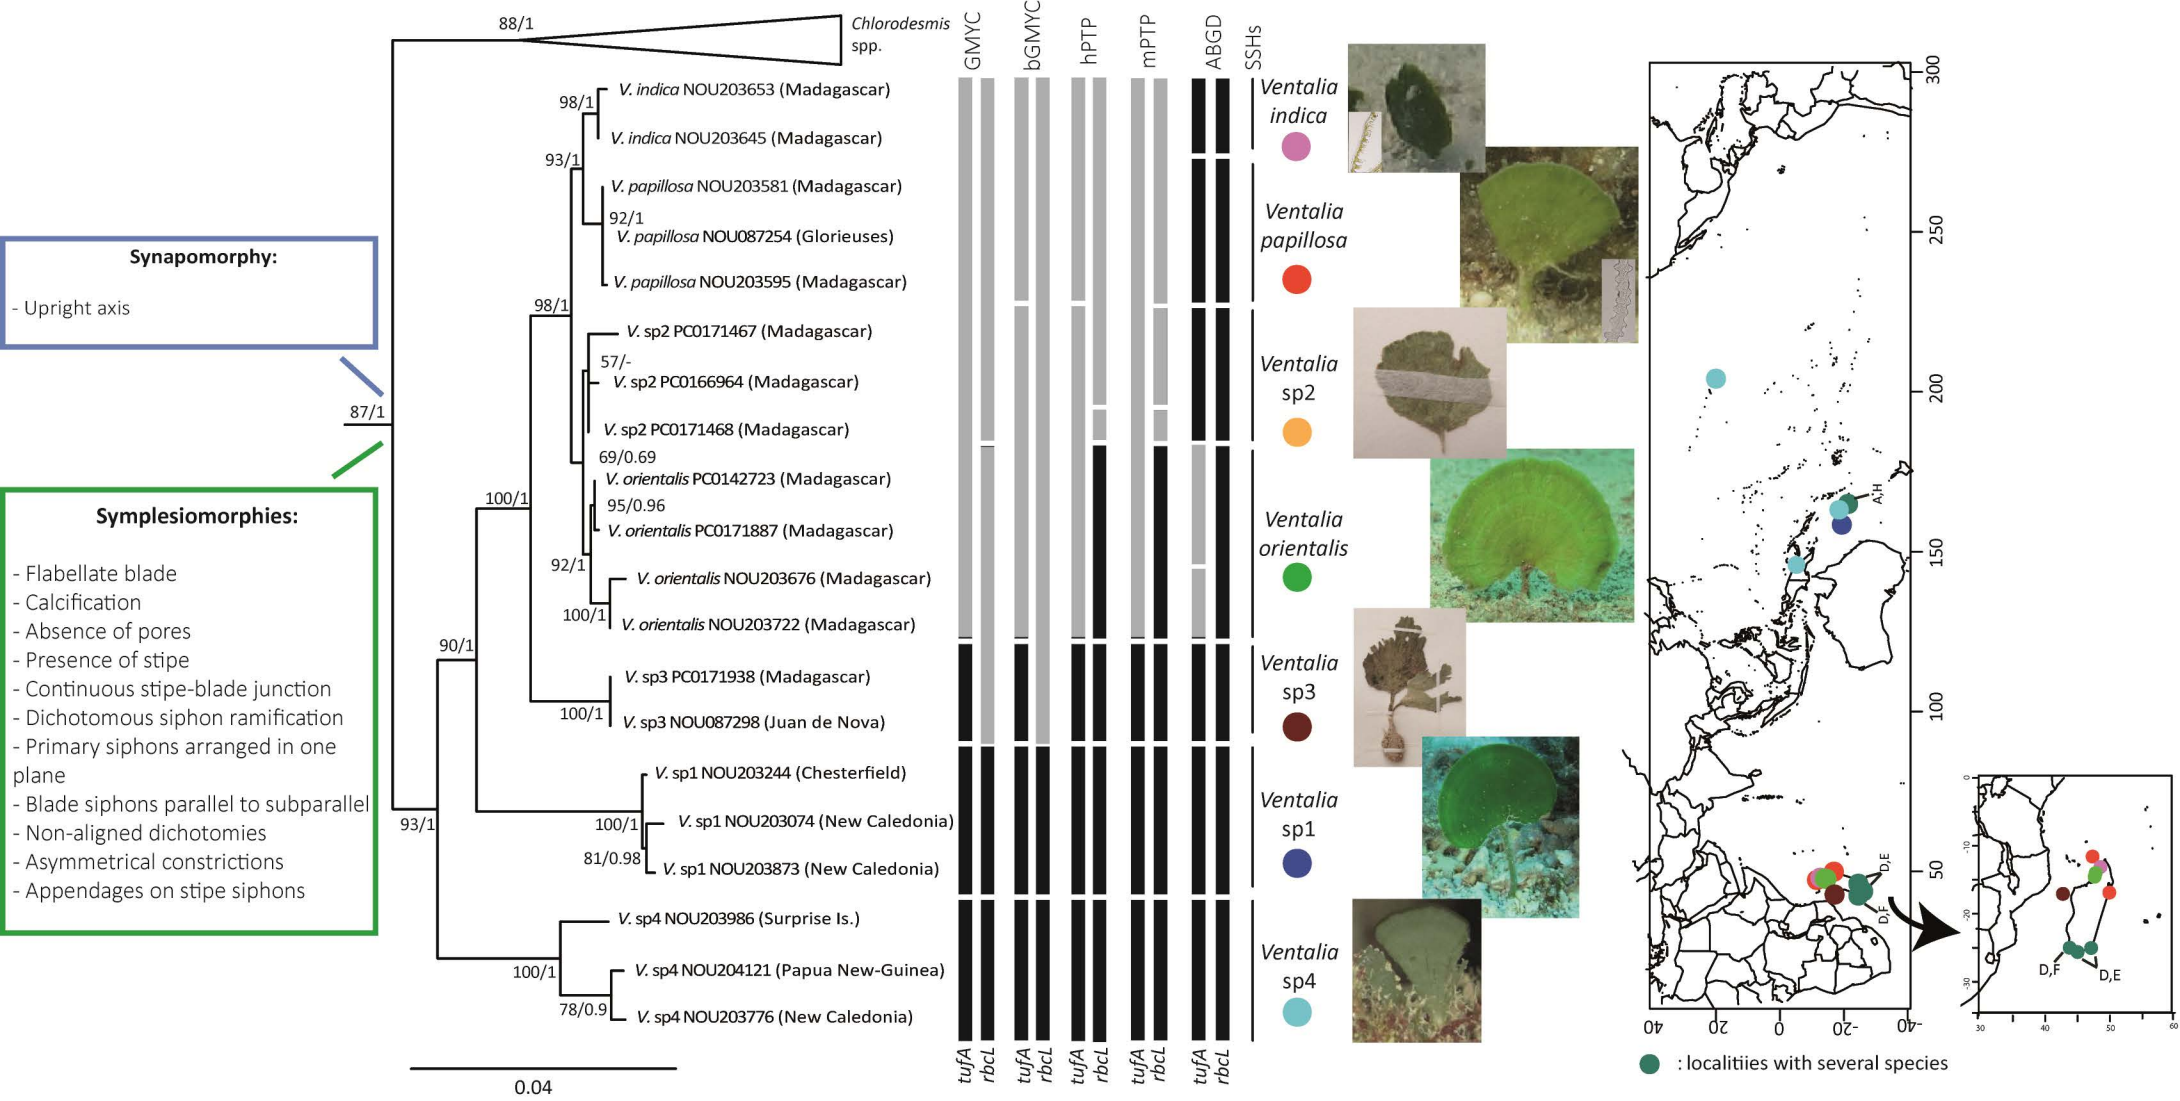 Synapomorphy:
- Upright axis
Symplesiomorphies:
- Flabellate blade
- Calcification
- Absence of pores
- Presence of stipe
- Continuous stipe-blade junction
- Dichotomous siphon ramification
- Primary siphons arranged in one
plane
- Blade siphons parallel to subparallel
- Non-aligned dichotomies
- Asymmetrical constrictions
- Appendages on stipe siphons
88/1
Chlorodesmis
spp.
87/1
98/1
V. indica NOU203653 (Madagascar)
V. indica NOU203645 (Madagascar)
93/1
V. papillosa NOU203581 (Madagascar)
92/1
V. papillosa NOU087254 (Glorieuses)
V. papillosa NOU203595 (Madagascar)
98/1
V. sp2 PC0171467 (Madagascar)
57/-
V. sp2 PC0166964 (Madagascar)
V. sp2 PC0171468 (Madagascar)
69/0.69
V. orientalis PC0142723 (Madagascar)
100/1
95/0.96
V. orientalis PC0171887 (Madagascar)
92/1
V. orientalis NOU203676 (Madagascar)
100/1
V. orientalis NOU203722 (Madagascar)
90/1
V. sp3 PC0171938 (Madagascar)
100/1
V. sp3 NOU087298 (Juan de Nova)
V. sp1 NOU203244 (Chesterfield)
93/1
100/1
V. sp1 NOU203074 (New Caledonia)
81/0.98
V. sp1 NOU203873 (New Caledonia)
V. sp4 NOU203986 (Surprise Is.)
100/1
V. sp4 NOU204121 (Papua New-Guinea)
78/0.9
V. sp4 NOU203776 (New Caledonia)
0.04
GMYC
bGMYC
hPTP
mPTP
ABGD
SSHs
tufA
rbcL
tufA
rbcL
tufA
rbcL
tufA
rbcL
tufA
rbcL
Ventalia
indica
Ventalia
papillosa
Ventalia
sp2
Ventalia
orientalis
Ventalia
sp3
Ventalia
sp1
Ventalia
sp4
300
250
200
150
100
50
40
20
0
-20
-40
A,H
D,E
D,F
0
-10
-20
-30
30
40
50
60
D,F
D,E
: localitiies with several species